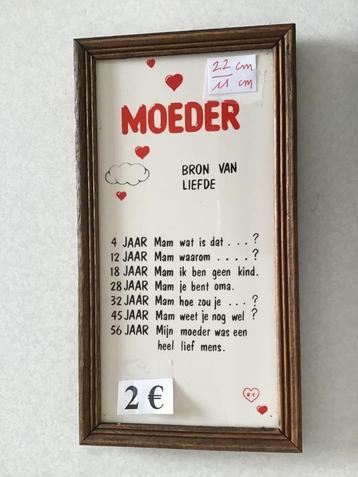 22 cm
11 cm
MOEDER
BRON VAN
LIEFDE
4 JAAR Mam wat is dat . . . ?
12 JAAR Mam waarom . . . . ?
18 JAAR Mam ik ben geen kind.
28 JAAR Mam je bent oma.
32 JAAR Mam hoe zou je . . . ?
45 JAAR Mam weet je nog wel ?
56 JAAR Mijn moeder was een
heel lief mens.
2 €